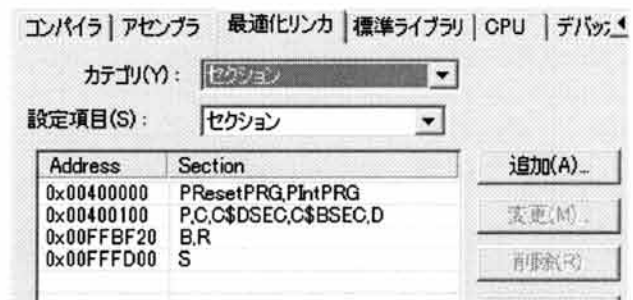 コンパイラ アセンブラ 最適化リンカ 標準ライブラリ CPU デバッガ
カテゴリ(Y): セクション
設定項目(S): セクション
Address Section 追加(A)...
0x00400000 PResetPRG,PIntPRG
0x00400100 P,C,C$DSEC,C$BSEC,D 変更(M)...
0x00FFBF20 B,R
0x00FFFD00 S 削除(R)